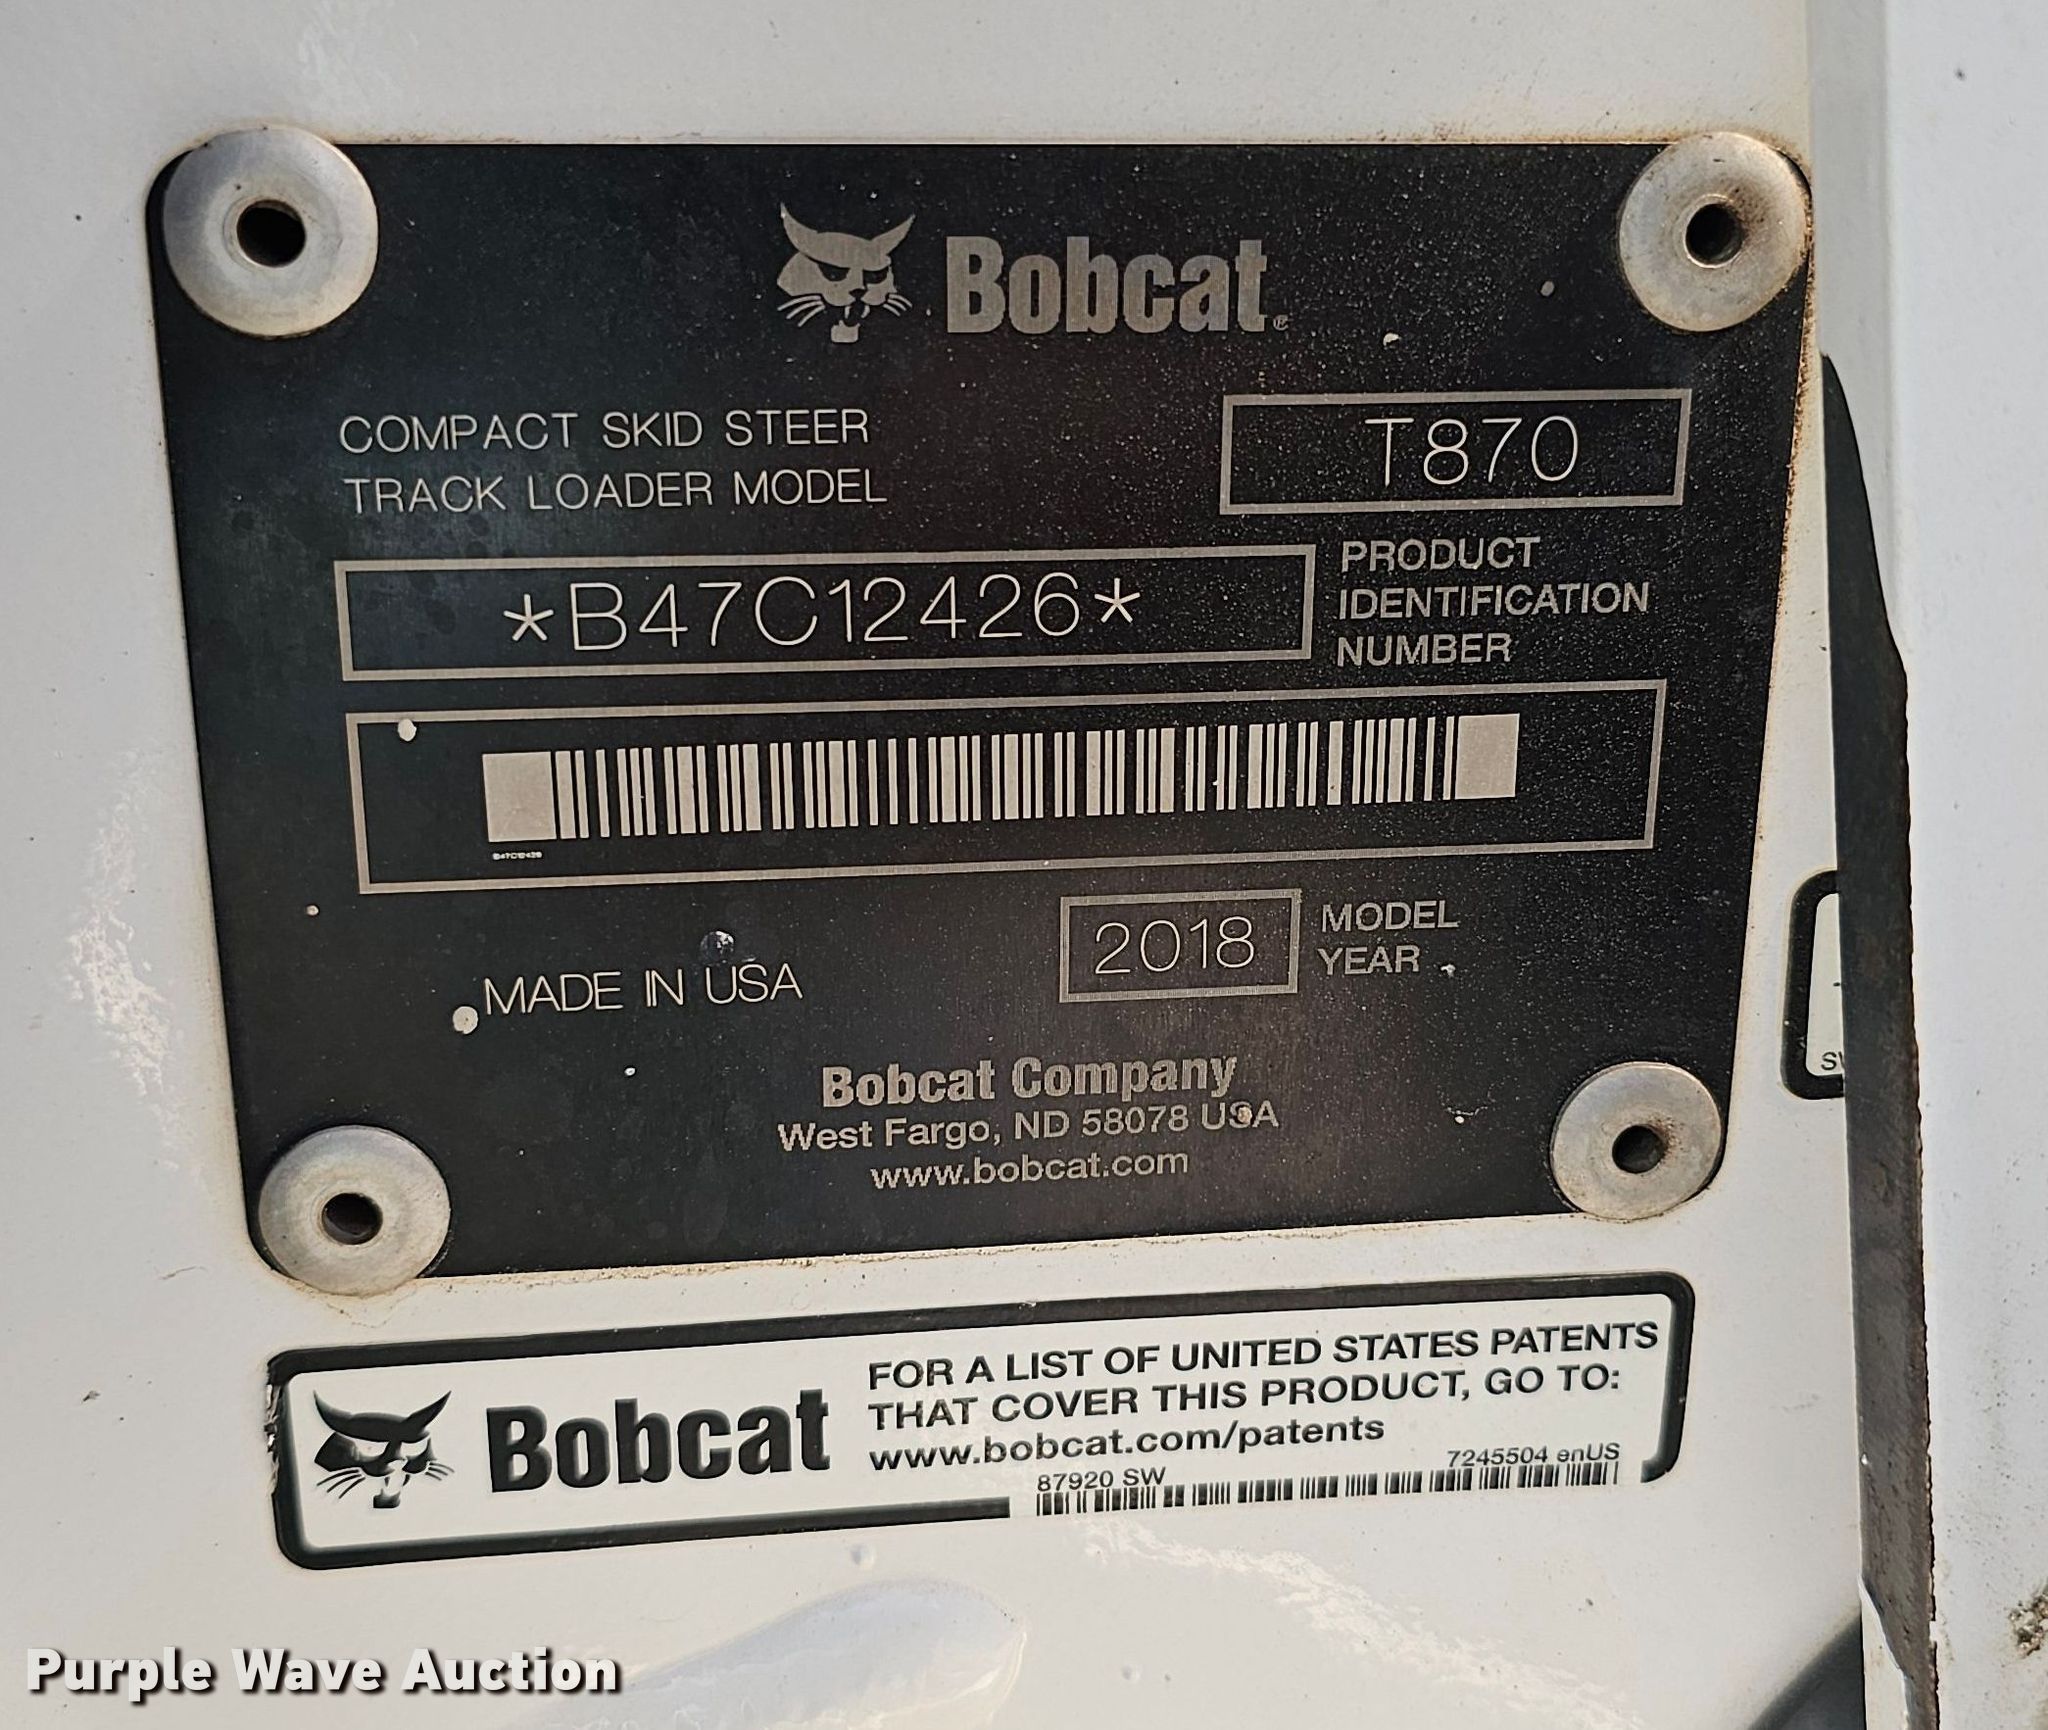 Bobcat®
COMPACT SKID STEER
TRACK LOADER MODEL
T870
*B47C12426*
PRODUCT
IDENTIFICATION
NUMBER
B47C12426
MADE IN USA
2018
MODEL
YEAR
Bobcat Company
West Fargo, ND 58078 USA
www.bobcat.com
Bobcat
FOR A LIST OF UNITED STATES PATENTS
THAT COVER THIS PRODUCT, GO TO:
www.bobcat.com/patents
87920 SW
7245504 enUS
Purple Wave Auction